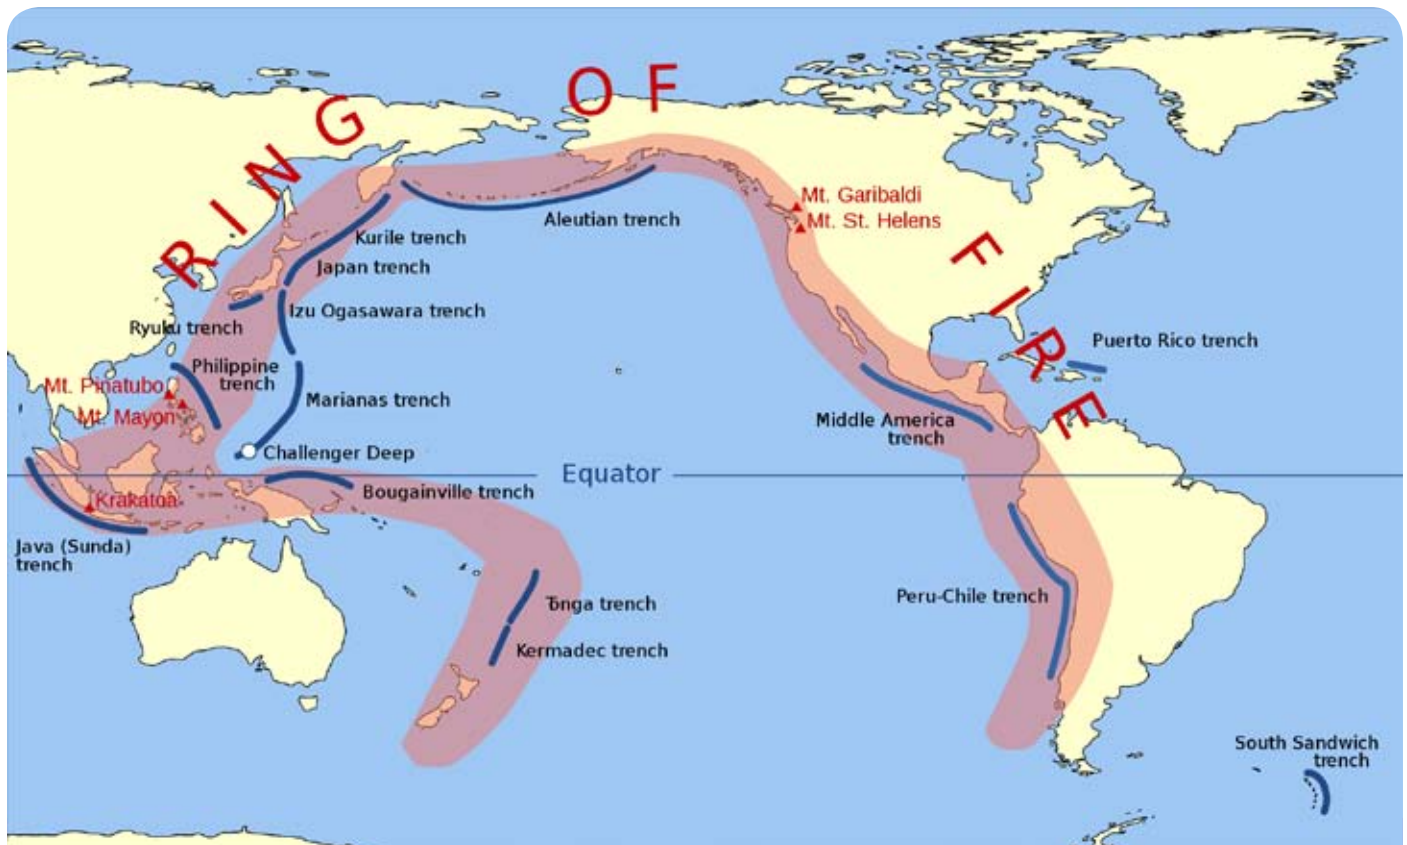 RING OF FIRE
Mt. Garibaldi
Mt. St. Helens
Aleutian trench
Kurile trench
Japan trench
Izu Ogasawara trench
Ryuku trench
Puerto Rico trench
Philippine
trench
Mt. Pinatubo
Marianas trench
Mt. Mayon
Middle America
trench
Challenger Deep
Equator
Bougainville trench
Krakatoa
Java (Sunda)
trench
Peru-Chile trench
Tonga trench
Kermadec trench
South Sandwich
trench